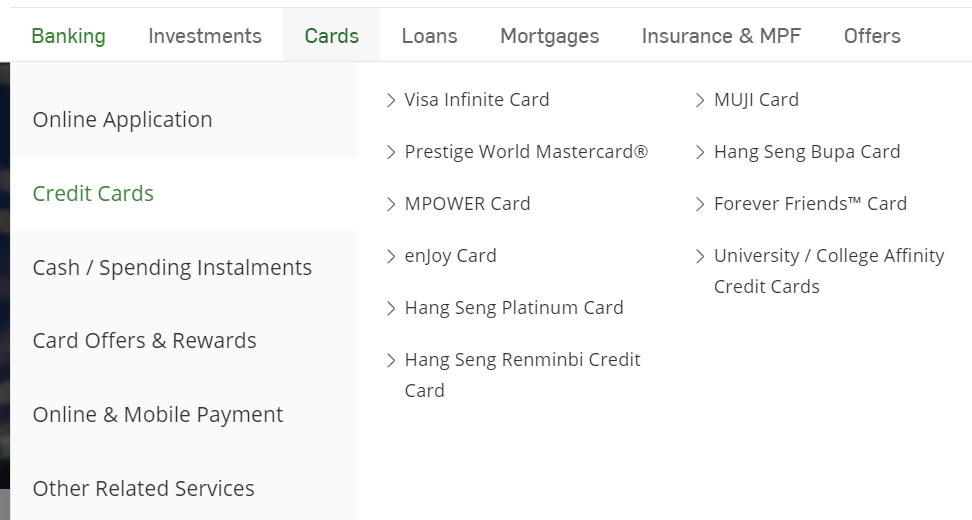 Banking Investments Cards Loans Mortgages Insurance & MPF Offers
Online Application
Credit Cards
Cash / Spending Instalments
Card Offers & Rewards
Online & Mobile Payment
Other Related Services
Visa Infinite Card
Prestige World Mastercard®
MPOWER Card
enJoy Card
Hang Seng Platinum Card
Hang Seng Renminbi Credit
Card
MUJI Card
Hang Seng Bupa Card
Forever Friends™ Card
University / College Affinity
Credit Cards